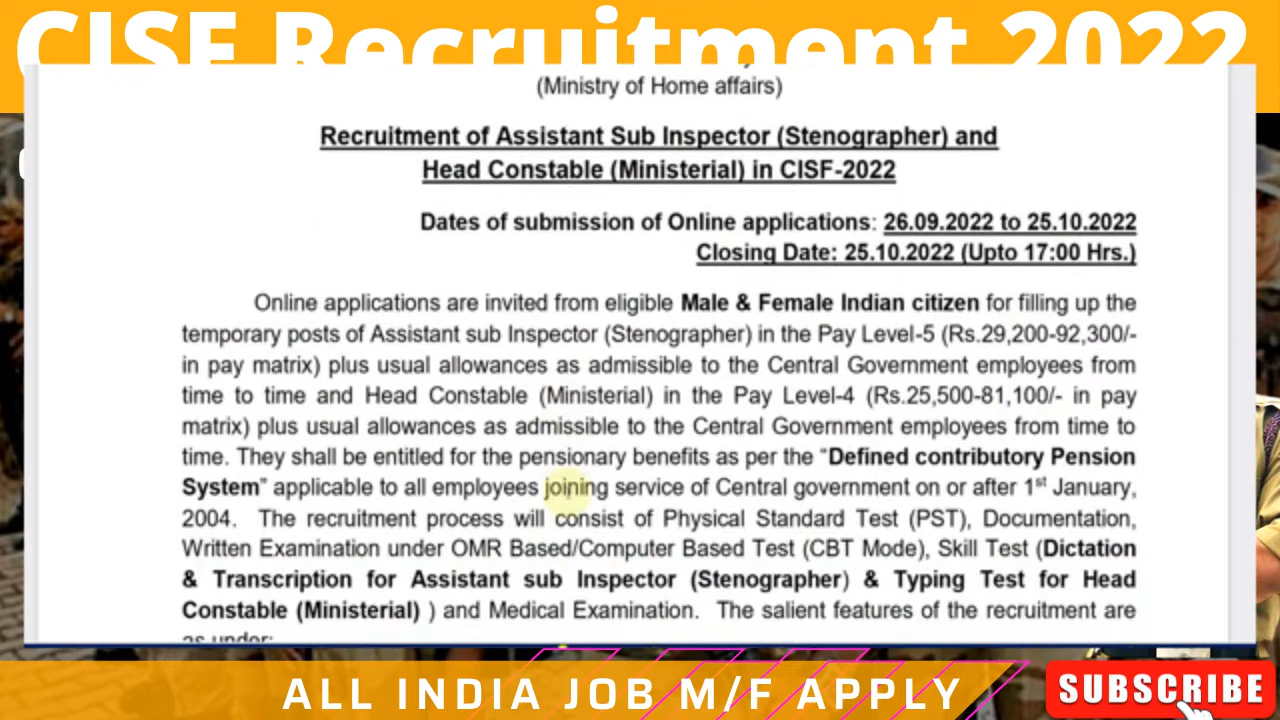 CISF Recruitment 2022
(Ministry of Home affairs)
Recruitment of Assistant Sub Inspector (Stenographer) and
Head Constable (Ministerial) in CISF-2022
Dates of submission of Online applications: 26.09.2022 to 25.10.2022
Closing Date: 25.10.2022 (Upto 17:00 Hrs.)
Online applications are invited from eligible Male & Female Indian citizen for filling up the
temporary posts of Assistant sub Inspector (Stenographer) in the Pay Level-5 (Rs.29,200-92,300/-
in pay matrix) plus usual allowances as admissible to the Central Government employees from
time to time and Head Constable (Ministerial) in the Pay Level-4 (Rs.25,500-81,100/- in pay
matrix) plus usual allowances as admissible to the Central Government employees from time to
time. They shall be entitled for the pensionary benefits as per the “Defined contributory Pension
System” applicable to all employees joining service of Central government on or after 1st January,
2004. The recruitment process will consist of Physical Standard Test (PST), Documentation,
Written Examination under OMR Based/Computer Based Test (CBT Mode), Skill Test (Dictation
& Transcription for Assistant sub Inspector (Stenographer) & Typing Test for Head
Constable (Ministerial) ) and Medical Examination. The salient features of the recruitment are
as under:
ALL INDIA JOB M/F APPLY
SUBSCRIBE